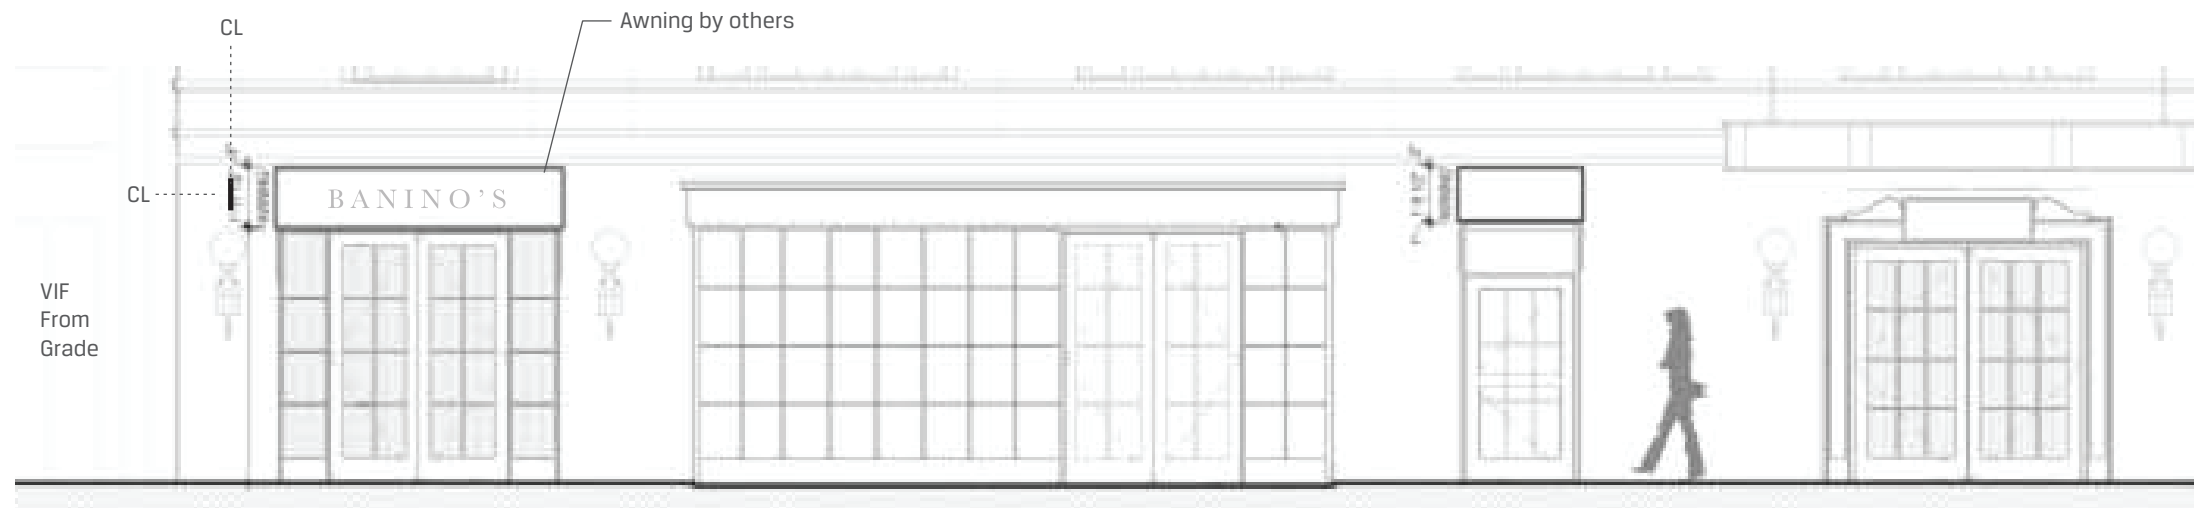 CL
Awning by others
CL
BANINO'S
VIF
From
Grade